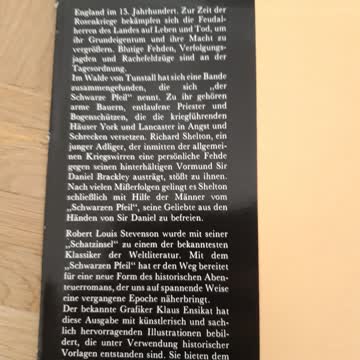 England im 15. Jahrhundert. Zur Zeit der
Rosenkriege bekämpfen sich die Feudal-
herren des Landes auf Leben und Tod, um
ihr Grundeigentum und ihre Macht zu
vergrößern. Blutige Fehden, Verfolgungs-
jagden und Rachefeldzüge sind an der
Tagesordnung.
Im Walde von Tunstall hat sich eine Bande
zusammengefunden, die sich „der
Schwarze Pfeil“ nennt. Zu ihr gehören
arme Bauern, entlaufene Priester und
Bogenschützen, die die kriegführenden
Häuser York und Lancaster in Angst und
Schrecken versetzen. Richard Shelton, ein
junger Adliger, der inmitten der allgemei-
nen Kriegswirren eine persönliche Fehde
gegen seinen hinterhältigen Vormund Sir
Daniel Brackley austrägt, stößt zu ihnen.
Nach vielen Mißerfolgen gelingt es Shelton
schließlich mit Hilfe der Männer vom
„Schwarzen Pfeil“, seine Geliebte aus den
Händen von Sir Daniel zu befreien.
Robert Louis Stevenson wurde mit seiner
„Schatzinsel“ zu einem der bekanntesten
Klassiker der Weltliteratur. Mit dem
„Schwarzen Pfeil“ hat er den Weg bereitet
für eine neue Form des historischen Aben-
teuerromans, der uns auf spannende Weise
eine vergangene Epoche näherbringt.
Der bekannte Grafiker Klaus Ensikat hat
diese Ausgabe mit künstlerisch und sach-
lich hervorragenden Illustrationen bebil-
dert, die unter Verwendung historischer
Vorlagen entstanden sind. Sie bieten dem